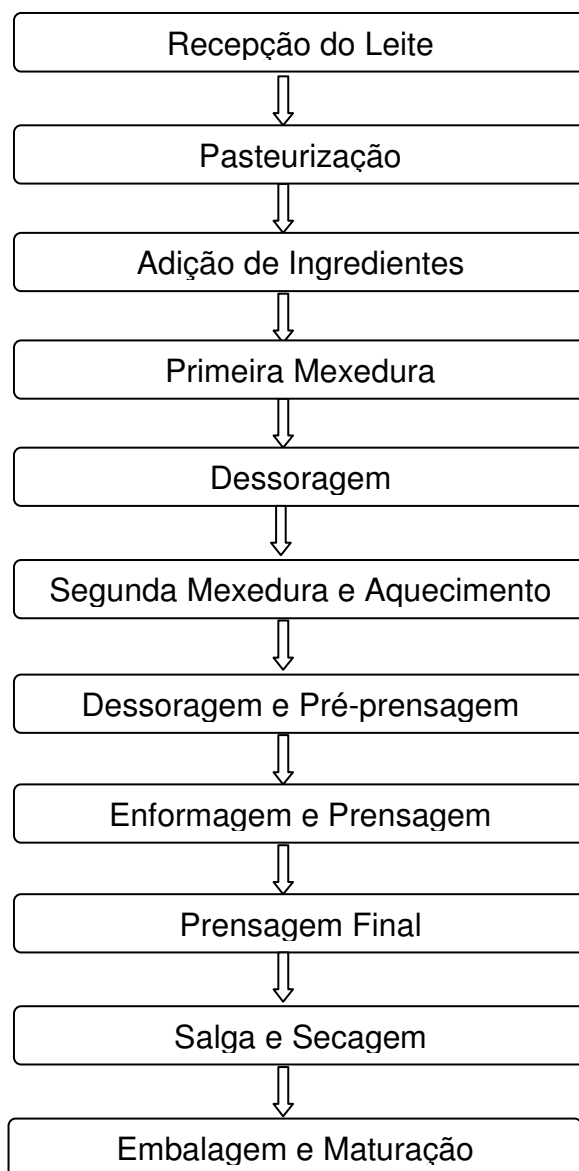 Recepção do Leite
Pasteurização
Adição de Ingredientes
Primeira Mexedura
Dessoragem
Segunda Mexedura e Aquecimento
Dessoragem e Pré-prensagem
Enformagem e Prensagem
Prensagem Final
Salga e Secagem
Embalagem e Maturação